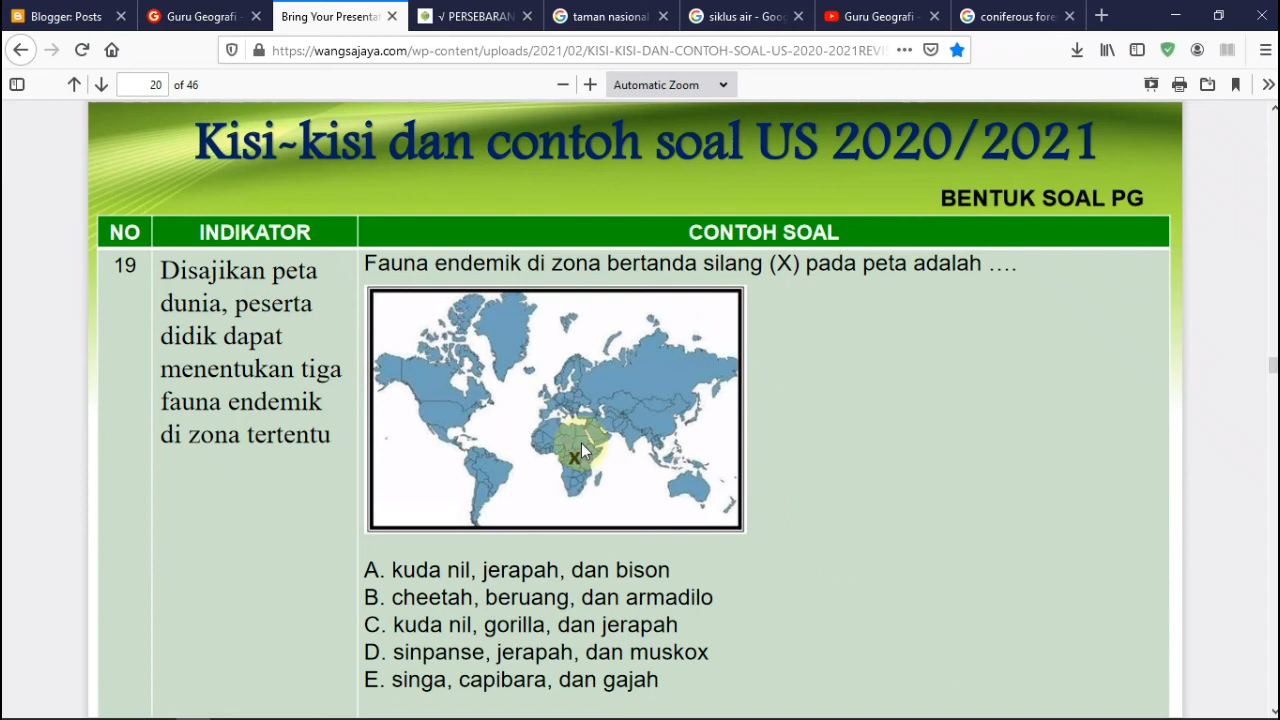 Blogger: Posts
Guru Geografi -
Bring Your Presenta
√ PERSEBARAN
taman nasional
siklus air - Goo
Guru Geografi -
coniferous fore
https://wangsajaya.com/wp-content/uploads/2021/02/KISI-KISI-DAN-CONTOH-SOAL-US-2020-2021REVI
20 of 46
Automatic Zoom
Kisi-kisi dan contoh soal US 2020/2021
BENTUK SOAL PG
NO INDIKATOR CONTOH SOAL
19
Disajikan peta
dunia, peserta
didik dapat
menentukan tiga
fauna endemik
di zona tertentu
Fauna endemik di zona bertanda silang (X) pada peta adalah ….
X
A. kuda nil, jerapah, dan bison
B. cheetah, beruang, dan armadilo
C. kuda nil, gorilla, dan jerapah
D. sinpanse, jerapah, dan muskox
E. singa, capibara, dan gajah